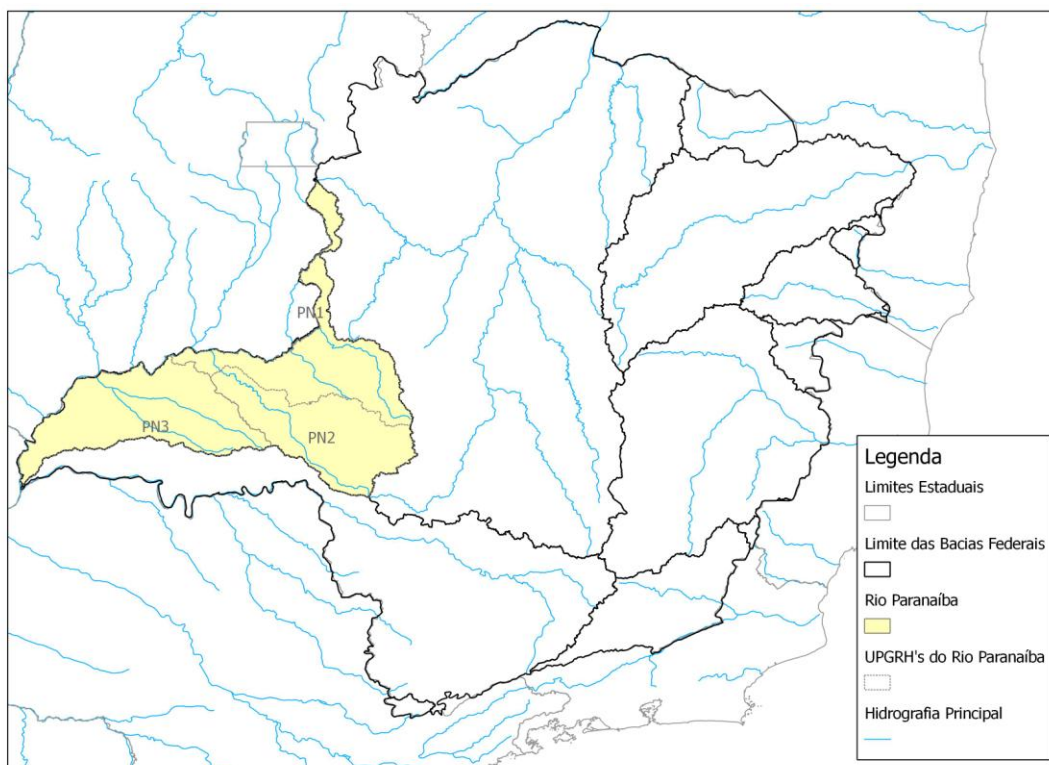 PN1
PN3
PN2
Legenda
Limites Estaduais
Limite das Bacias Federais
Rio Paranaíba
UPGRH's do Rio Paranaíba
Hidrografia Principal